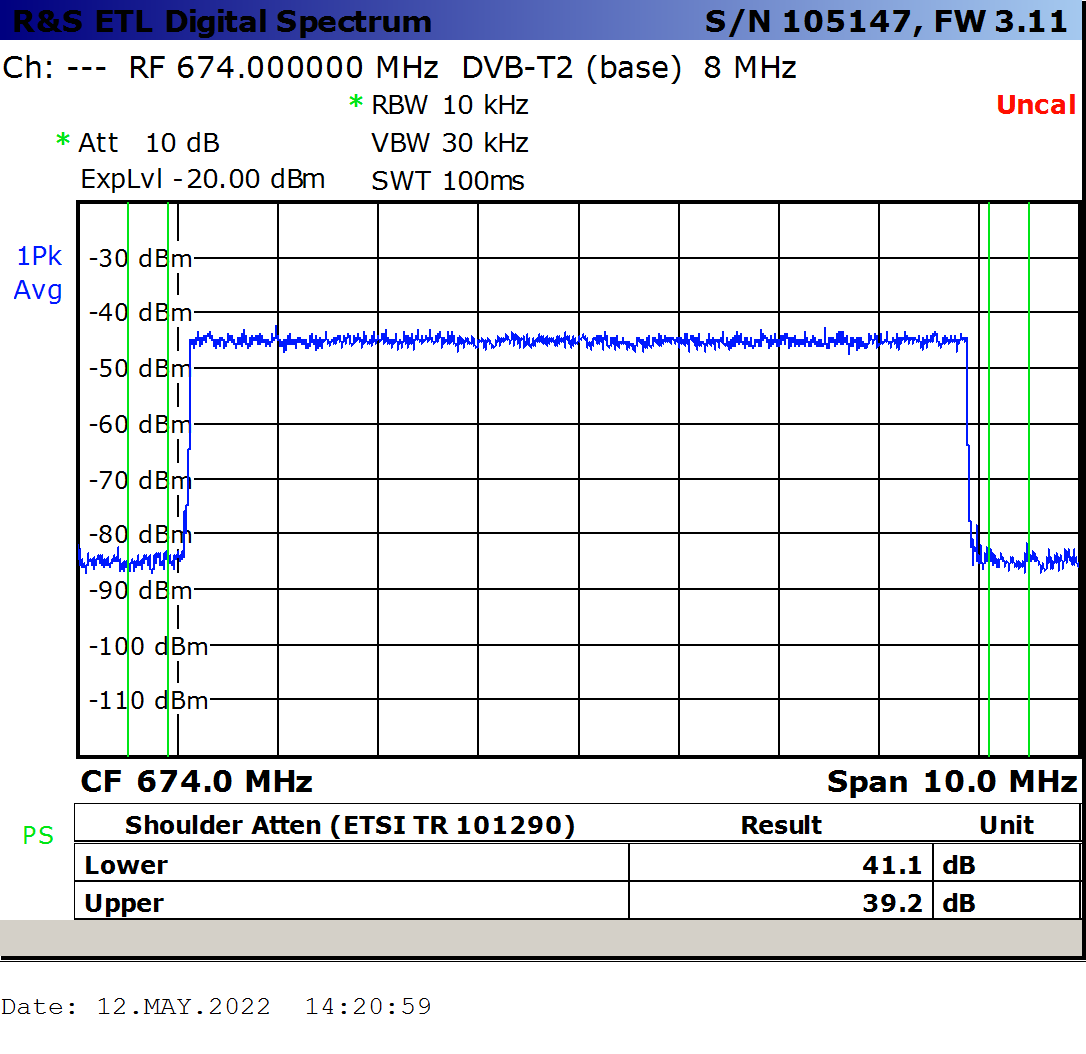 R&S ETL Digital Spectrum S/N 105147, FW 3.11
Ch: --- RF 674.000000 MHz DVB-T2 (base) 8 MHz
* RBW 10 kHz Uncal
* Att 10 dB VBW 30 kHz
ExpLvl -20.00 dBm SWT 100ms
1Pk
Avg
-30 dBm
-40 dBm
-50 dBm
-60 dBm
-70 dBm
-80 dBm
-90 dBm
-100 dBm
-110 dBm
CF 674.0 MHz Span 10.0 MHz
PS
Shoulder Atten (ETSI TR 101290) Result Unit
Lower 41.1 dB
Upper 39.2 dB
Date: 12.MAY.2022 14:20:59